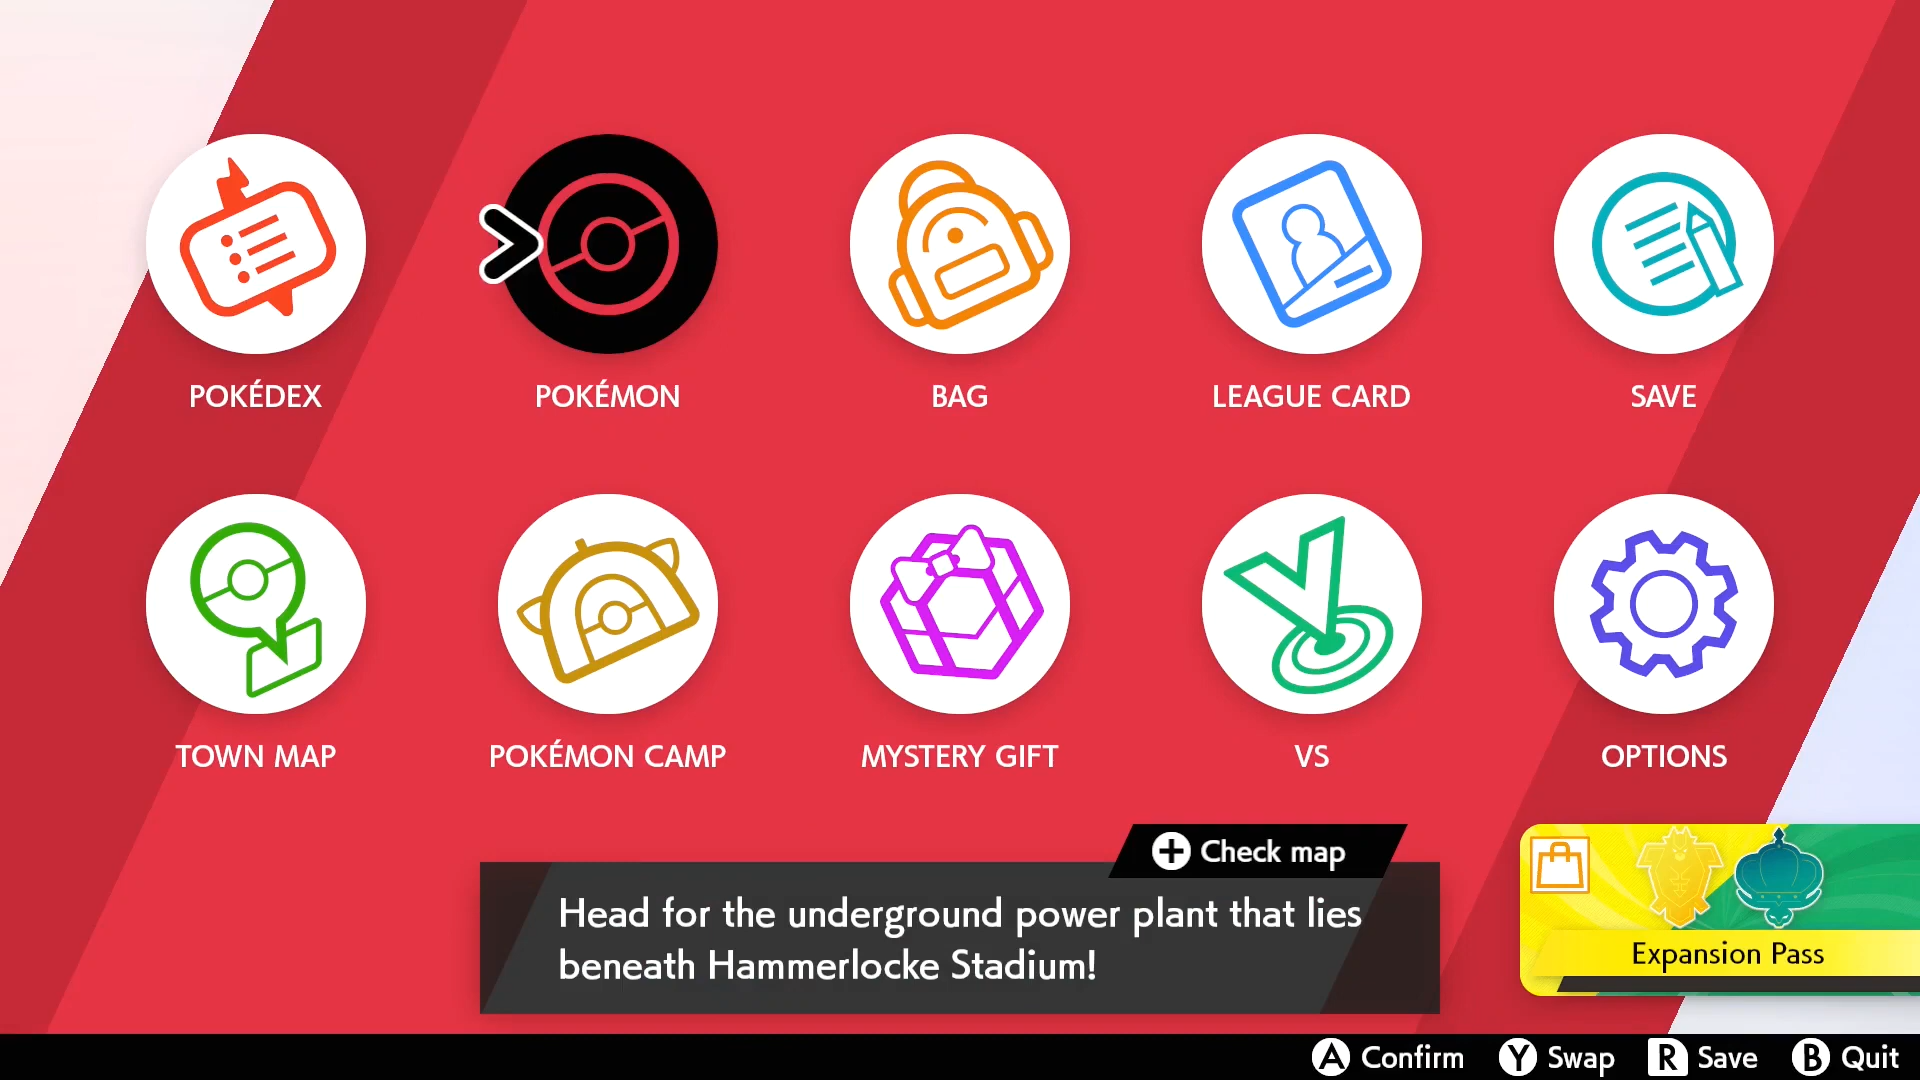 POKÉDEX
POKÉMON
BAG
LEAGUE CARD
SAVE
TOWN MAP
POKÉMON CAMP
MYSTERY GIFT
VS
OPTIONS
+ Check map
Head for the underground power plant that lies
beneath Hammerlocke Stadium!
Expansion Pass
A Confirm Y Swap R Save B Quit